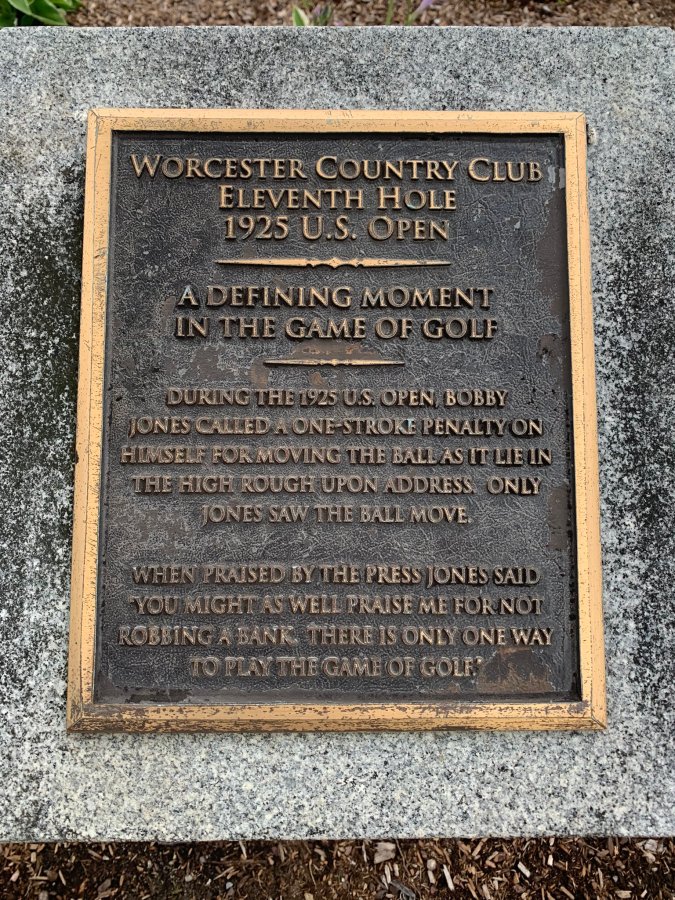 WORCESTER COUNTRY CLUB
ELEVENTH HOLE
1925 U.S. OPEN
A DEFINING MOMENT
IN THE GAME OF GOLF
DURING THE 1925 U.S. OPEN, BOBBY
JONES CALLED A ONE-STROKE PENALTY ON
HIMSELF FOR MOVING THE BALL AS IT LIE IN
THE HIGH ROUGH UPON ADDRESS. ONLY
JONES SAW THE BALL MOVE.
WHEN PRAISED BY THE PRESS JONES SAID
"YOU MIGHT AS WELL PRAISE ME FOR NOT
ROBBING A BANK. THERE IS ONLY ONE WAY
TO PLAY THE GAME OF GOLF."